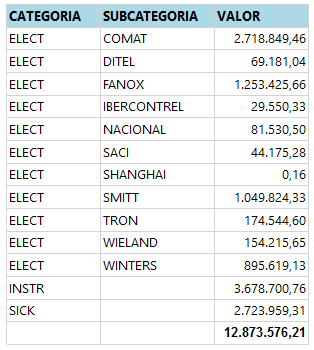 CATEGORIA SUBCATEGORIA VALOR
ELECT COMAT 2.718.849,46
ELECT DITEL 69.181,04
ELECT FANOX 1.253.425,66
ELECT IBERCONTREL 29.550,33
ELECT NACIONAL 81.530,50
ELECT SACI 44.175,28
ELECT SHANGHAI 0,16
ELECT SMITT 1.049.824,33
ELECT TRON 174.544,60
ELECT WIELAND 154.215,65
ELECT WINTERS 895.619,13
INSTR 3.678.700,76
SICK 2.723.959,31
12.873.576,21